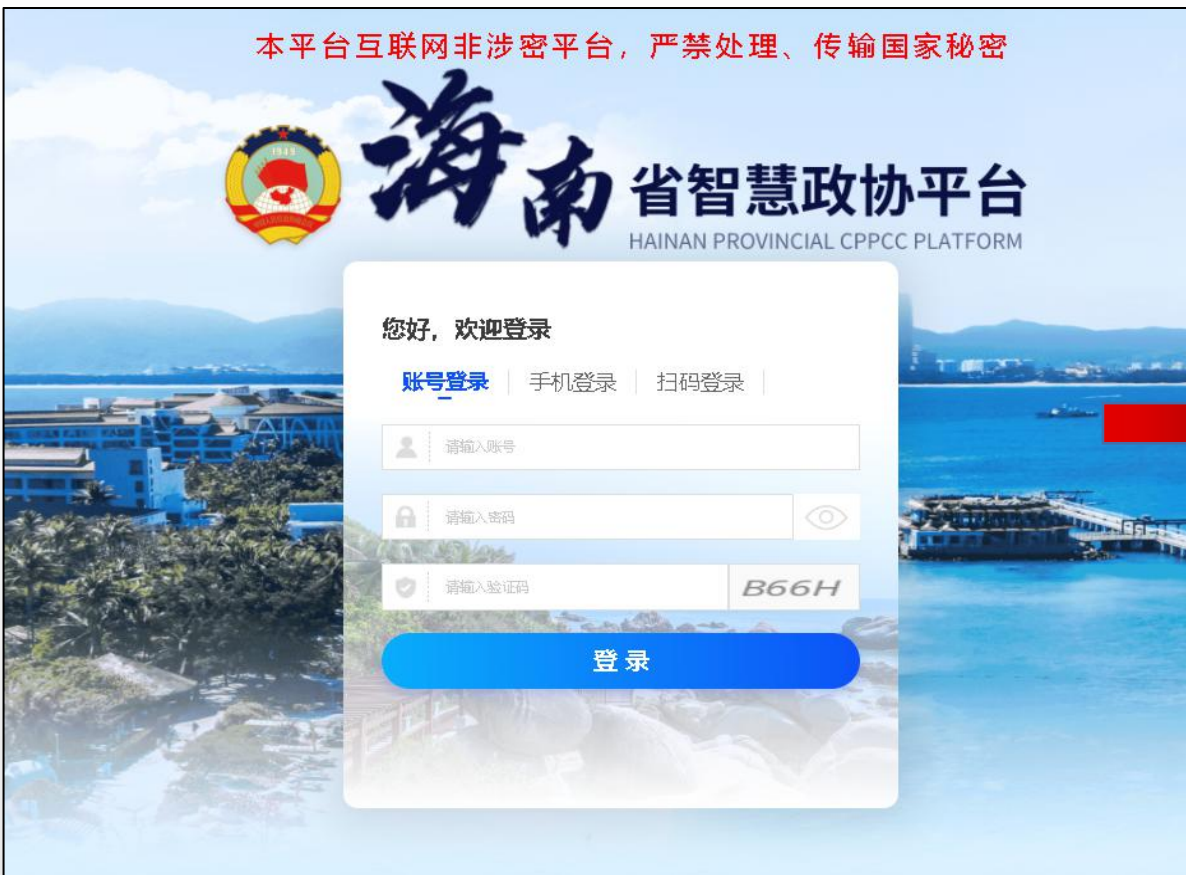 本平台互联网非涉密平台，严禁处理、传输国家秘密
1949
海南省智慧政协平台
HAINAN PROVINCIAL CPPCC PLATFORM
您好，欢迎登录
账号登录 手机登录 扫码登录
请输入账号
请输入密码
请输入验证码 B66H
登录